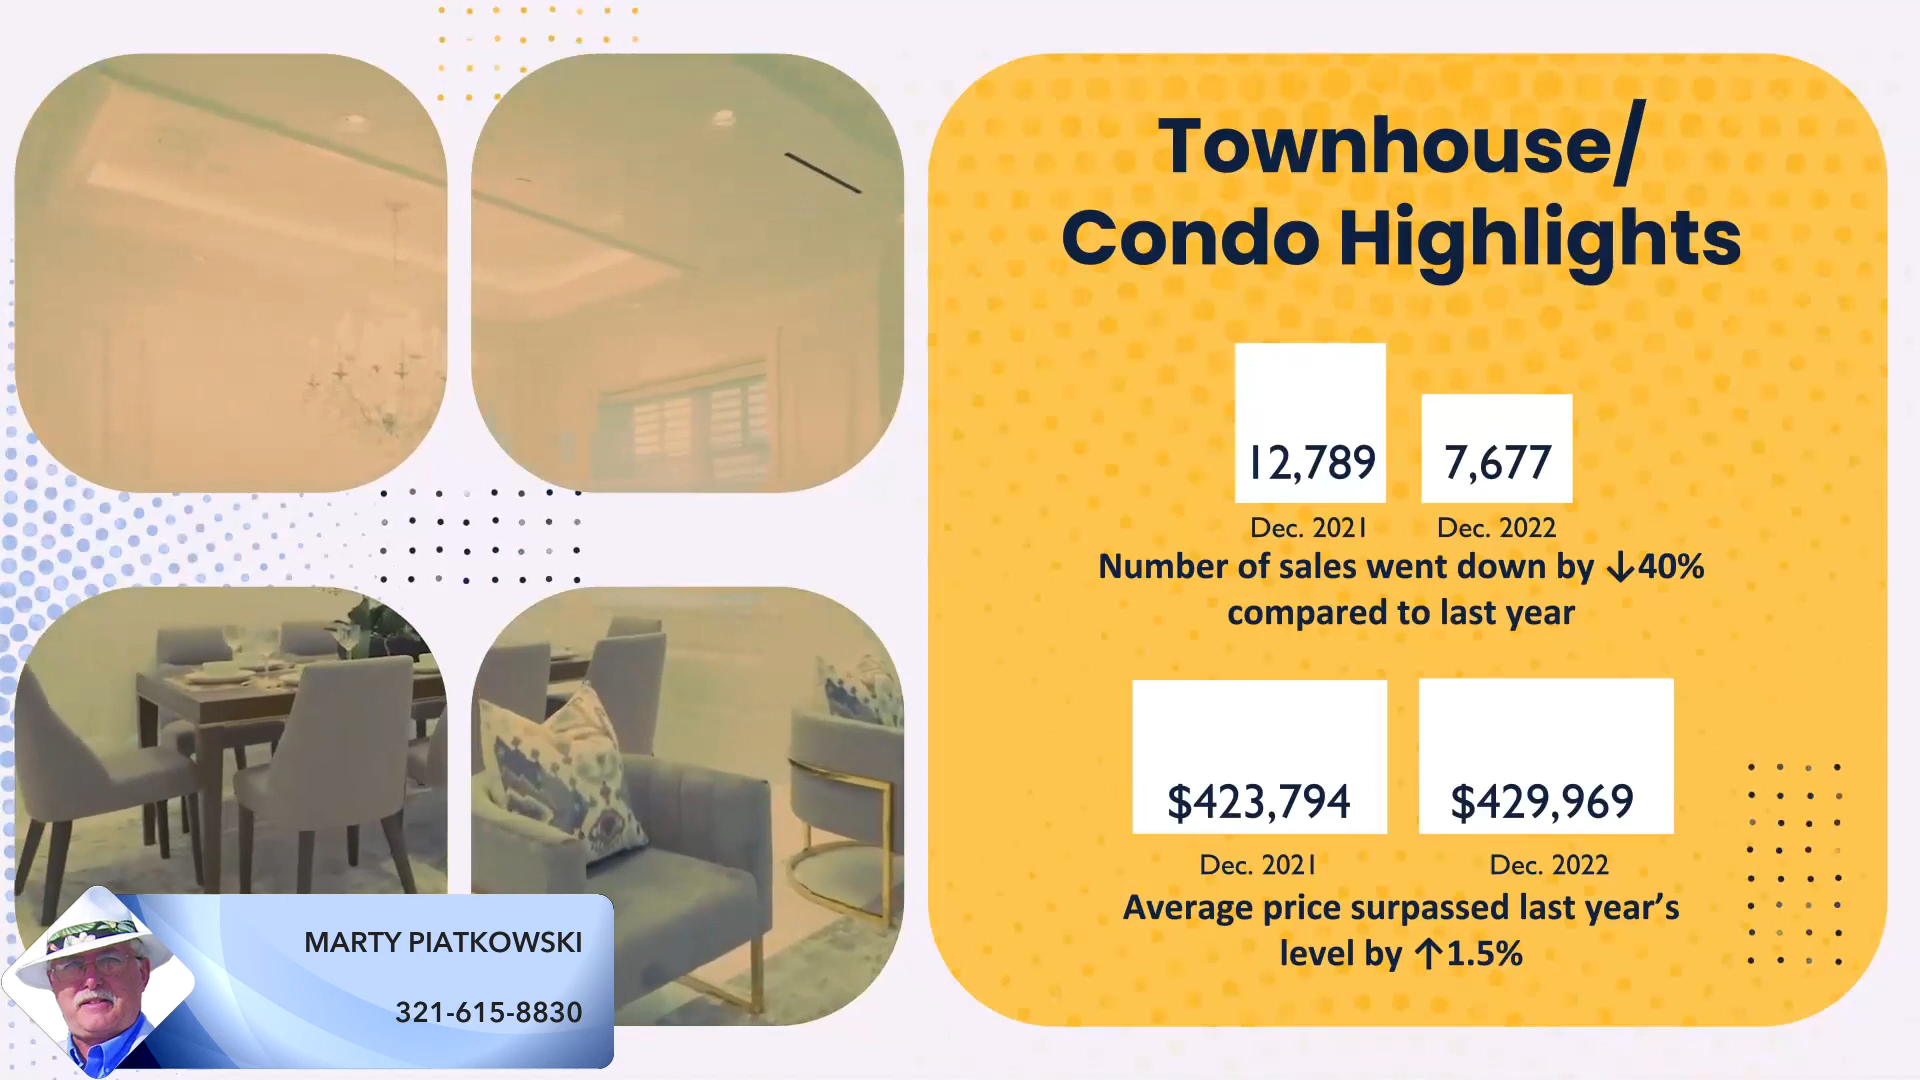 Townhouse/
Condo Highlights
12,789 7,677
Dec. 2021 Dec. 2022
Number of sales went down by ↓40%
compared to last year
$423,794 $429,969
Dec. 2021 Dec. 2022
Average price surpassed last year’s
level by ↑1.5%
MARTY PIATKOWSKI
321-615-8830